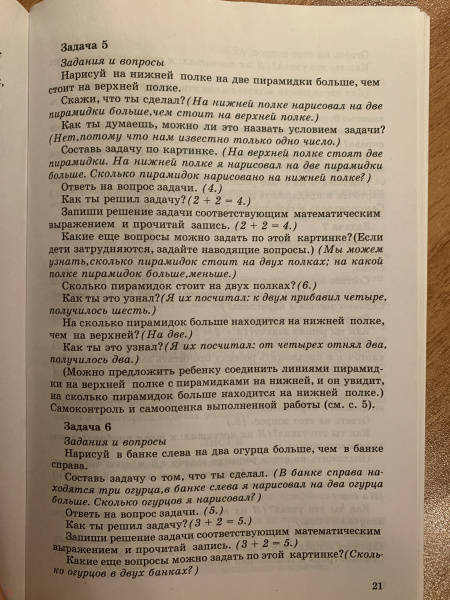 Задача 5
Задания и вопросы
Нарисуй на нижней полке на две пирамидки больше, чем
стоит на верхней полке.
Скажи, что ты сделал? (На нижней полке нарисовал на две
пирамидки больше,чем стоит на верхней полке.)
Как ты думаешь, можно ли это назвать условием задачи?
(Нет,потому что нам известно только одно число.)
Составь задачу по картинке. (На верхней полке стоят две
пирамидки. На нижней полке я нарисовал на две пирамидки
больше. Сколько пирамидок нарисовано на нижней полке?)
Ответь на вопрос задачи. (4.)
Как ты решил задачу? (2 + 2 = 4.)
Запиши решение задачи соответствующим математическим
выражением и прочитай запись. (2 + 2 = 4.)
Какие еще вопросы можно задать по этой картинке?(Если
дети затрудняются, задайте наводящие вопросы.) (Мы можем
узнать,сколько пирамидок стоит на двух полках; на какой
полке пирамидок больше,меньше.)
Сколько пирамидок стоит на двух полках? (6.)
Как ты это узнал? (Я их посчитал: к двум прибавил четыре,
получилось шесть.)
На сколько пирамидок больше находится на нижней полке,
чем на верхней? (На две.)
Как ты это узнал? (Я их посчитал: от четырех отнял два,
получилось два.)
(Можно предложить ребенку соединить линиями пирамид-
ки на верхней полке с пирамидками на нижней, и он увидит,
на сколько пирамидок больше находится на нижней полке.)
Самоконтроль и самооценка выполненной работы (см. с. 5).
Задача 6
Задания и вопросы
Нарисуй в банке слева на два огурца больше, чем в банке
справа.
Составь задачу о том, что ты сделал. (В банке справа на-
ходятся три огурца,в банке слева я нарисовал на два огурца
больше. Сколько огурцов я нарисовал?)
Ответь на вопрос задачи. (5.)
Как ты решил задачу? (3 + 2 = 5.)
Запиши решение задачи соответствующим математическим
выражением и прочитай запись. (3 + 2 = 5.)
Какие еще вопросы можно задать по этой картинке?(Сколь-
ко огурцов в двух банках?)
21